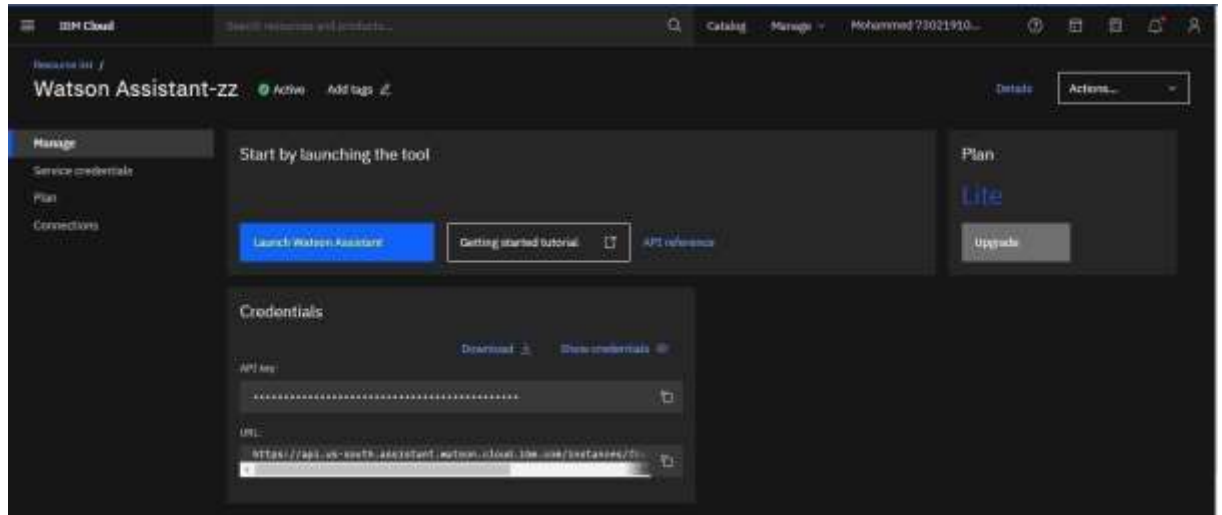 IBM Cloud
Search resources and products...
Catalog
Manage
Mohammed 73021910...
Resource list /
Watson Assistant-zz
Active
Add tags
Details
Actions...
Manage
Service credentials
Plan
Connections
Start by launching the tool
Launch Watson Assistant
Getting started tutorial
API reference
Plan
Lite
Upgrade
Credentials
Download
Show credentials
API key:
URL:
https://api.us-south.assistant.watson.cloud.ibm.com/instances/